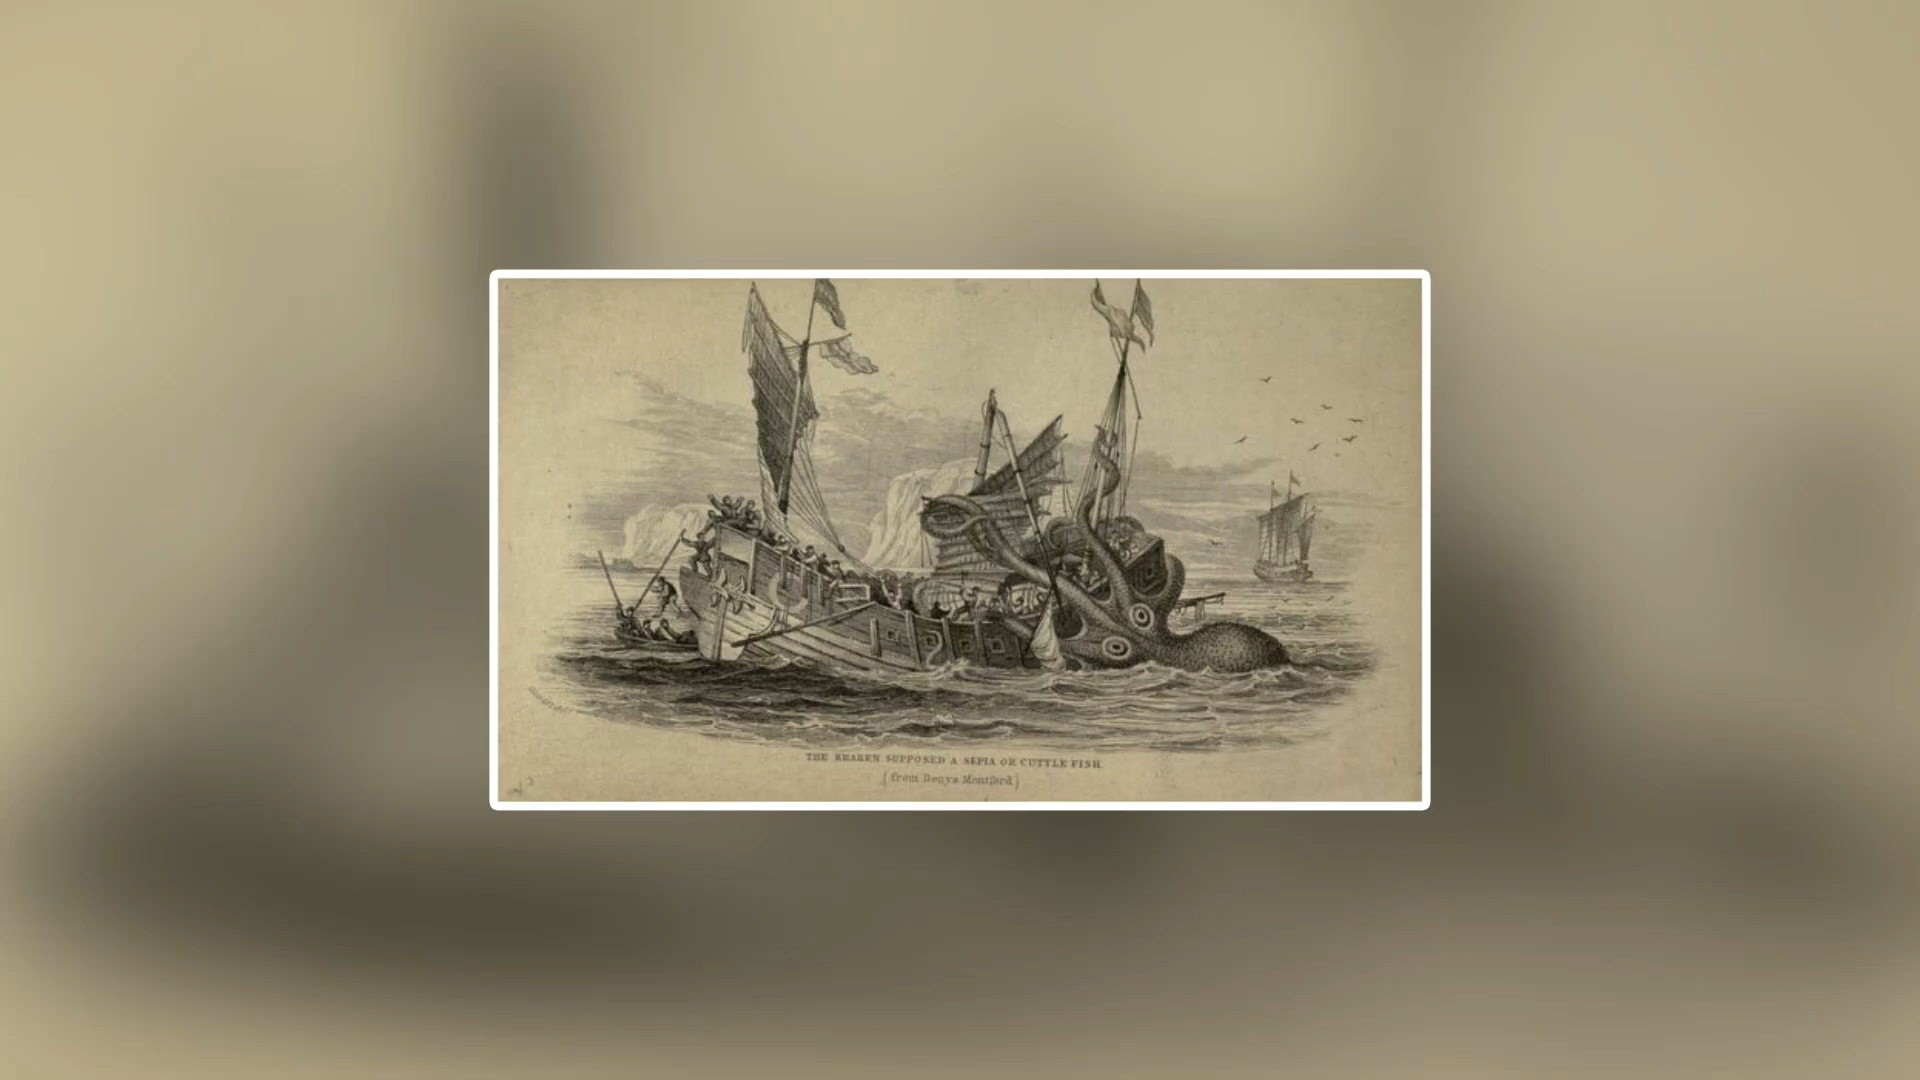 THE KRAKEN SUPPOSED A SEPIA OR CUTTLE FISH.
(from Denys Montford)